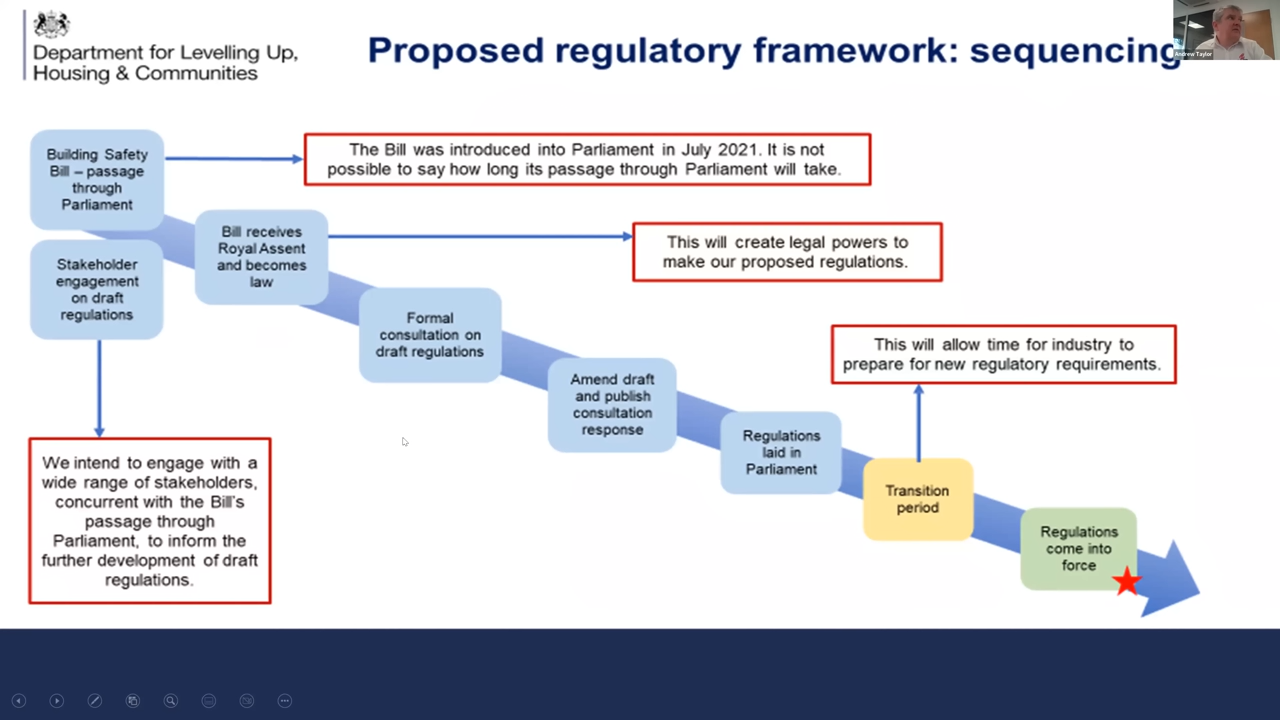 Department for Levelling Up,
Housing & Communities
Proposed regulatory framework: sequencing
Andrew Taylor
Building Safety
Bill – passage
through
Parliament
The Bill was introduced into Parliament in July 2021. It is not
possible to say how long its passage through Parliament will take.
Bill receives
Royal Assent
and becomes
law
This will create legal powers to
make our proposed regulations.
Stakeholder
engagement
on draft
regulations
Formal
consultation on
draft regulations
This will allow time for industry to
prepare for new regulatory requirements.
Amend draft
and publish
consultation
response
Regulations
laid in
Parliament
We intend to engage with a
wide range of stakeholders,
concurrent with the Bill's
passage through
Parliament, to inform the
further development of draft
regulations.
Transition
period
Regulations
come into
force